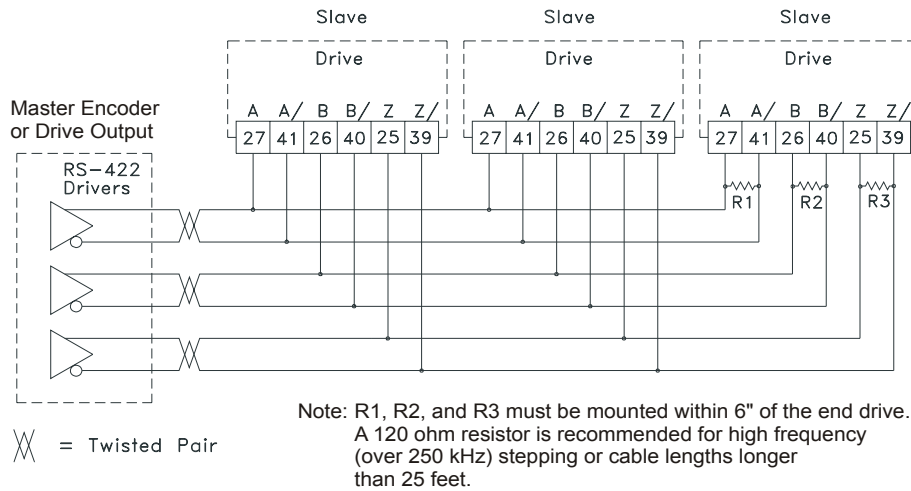 Slave Slave Slave
Drive Drive Drive
Master Encoder
or Drive Output
A A/ B B/ Z Z/ A A/ B B/ Z Z/ A A/ B B/ Z Z/
27 41 26 40 25 39 27 41 26 40 25 39 27 41 26 40 25 39
RS-422
Drivers
R1 R2 R3
Note: R1, R2, and R3 must be mounted within 6" of the end drive.
A 120 ohm resistor is recommended for high frequency
(over 250 kHz) stepping or cable lengths longer
than 25 feet.
= Twisted Pair